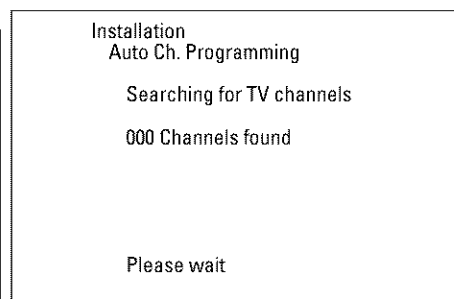 Installation
Auto Ch. Programming
Searching for TV channels
000 Channels found
Please wait